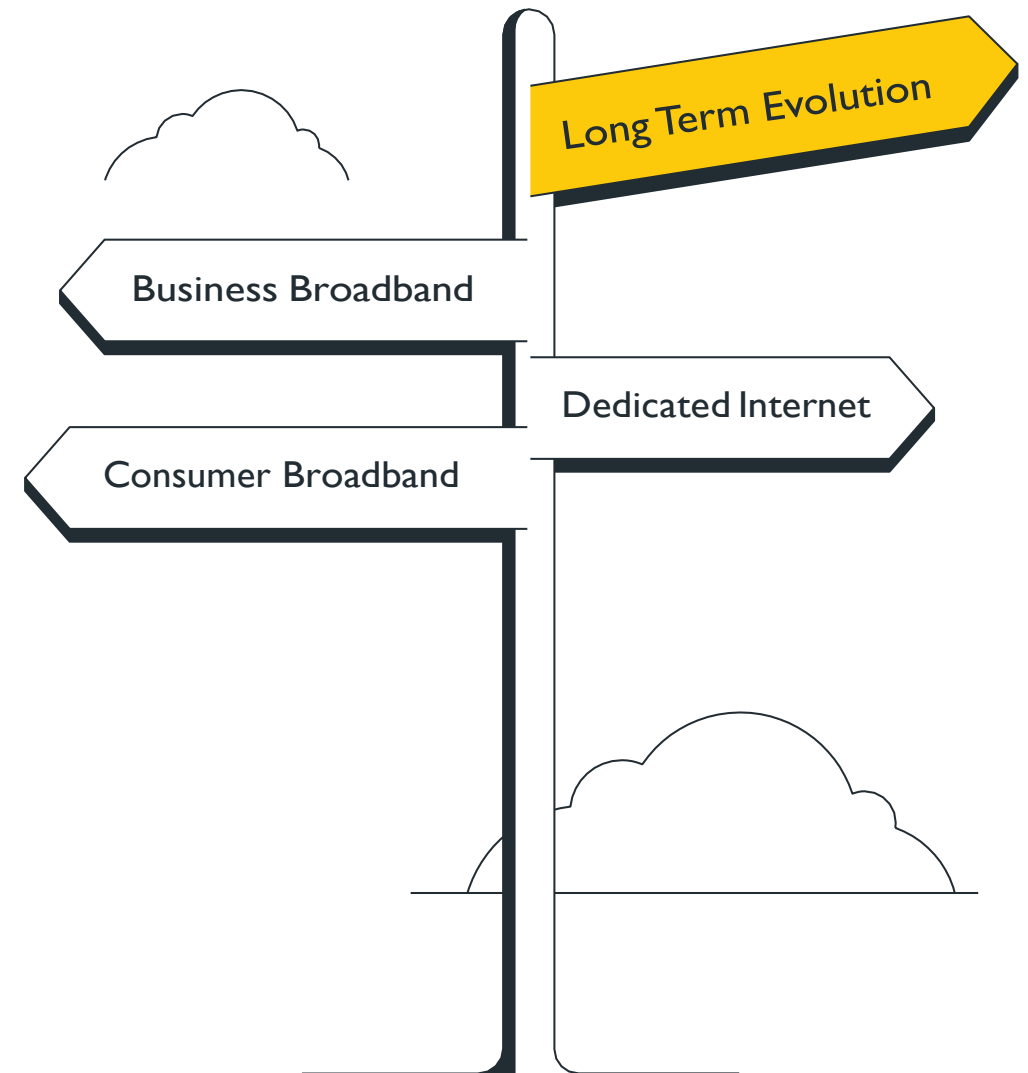 Long Term Evolution
Business Broadband
Dedicated Internet
Consumer Broadband